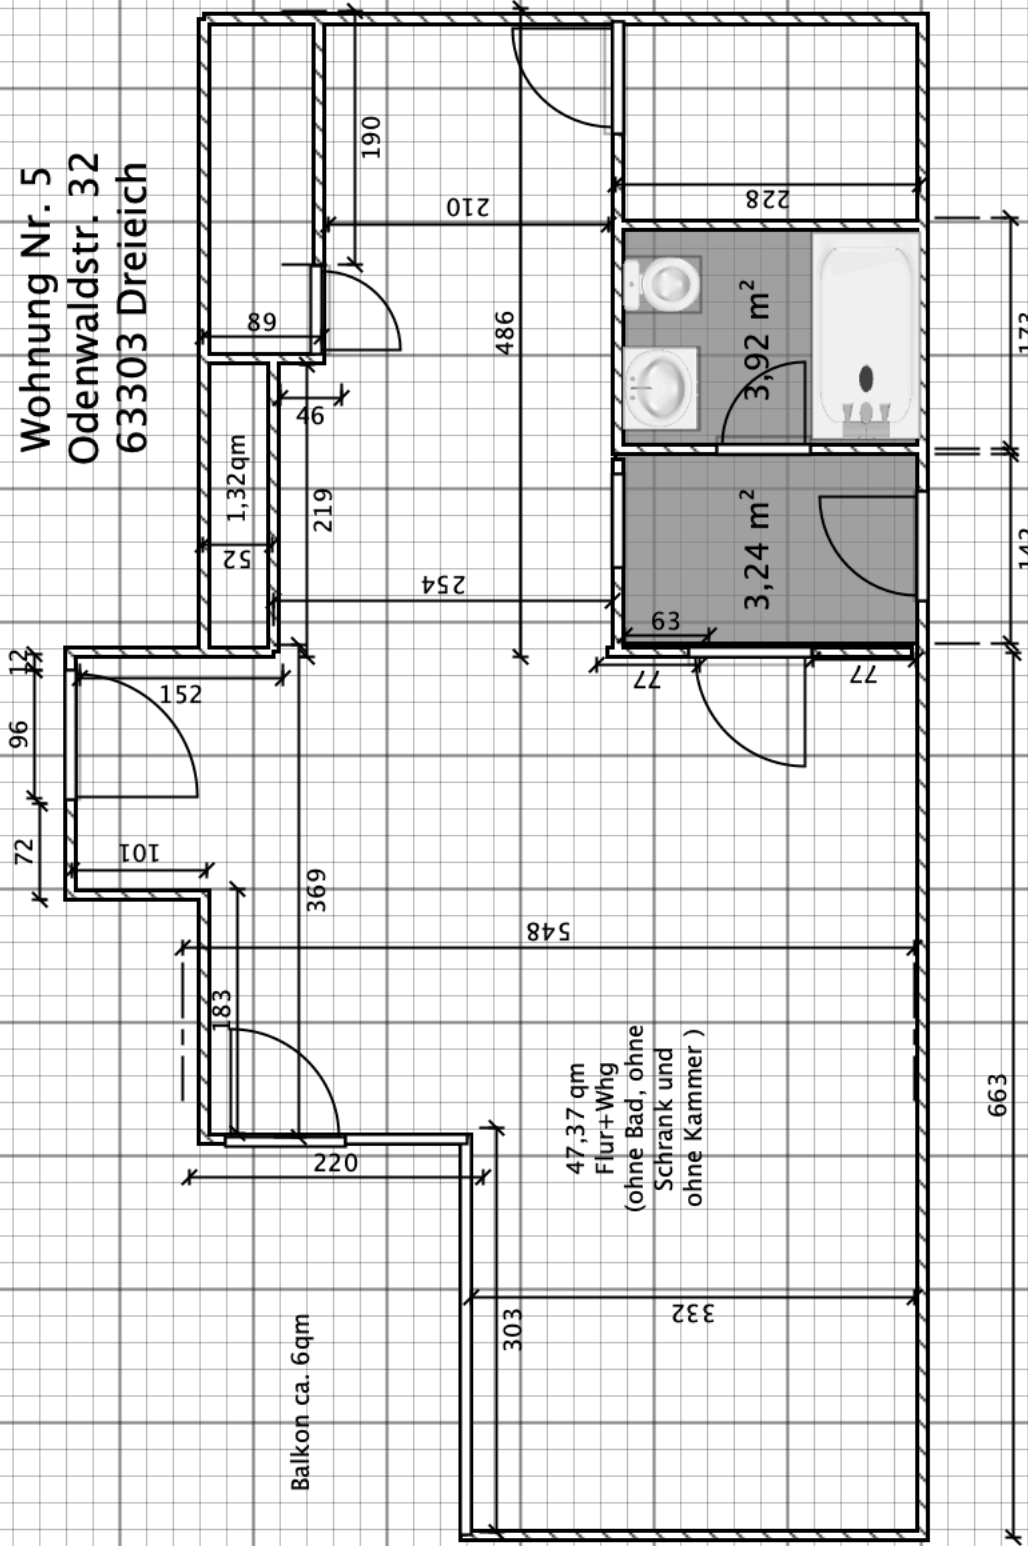 Wohnung Nr. 5
Odenwaldstr. 32
63303 Dreieich
190
210
228
89
486
173
46
3,92 m²
1,32qm
219
52
254
3,24 m²
142
63
12
152
77
77
96
72
101
369
548
183
47,37 qm
Flur+Whg
(ohne Bad, ohne
Schrank und
ohne Kammer )
663
220
332
303
Balkon ca. 6qm